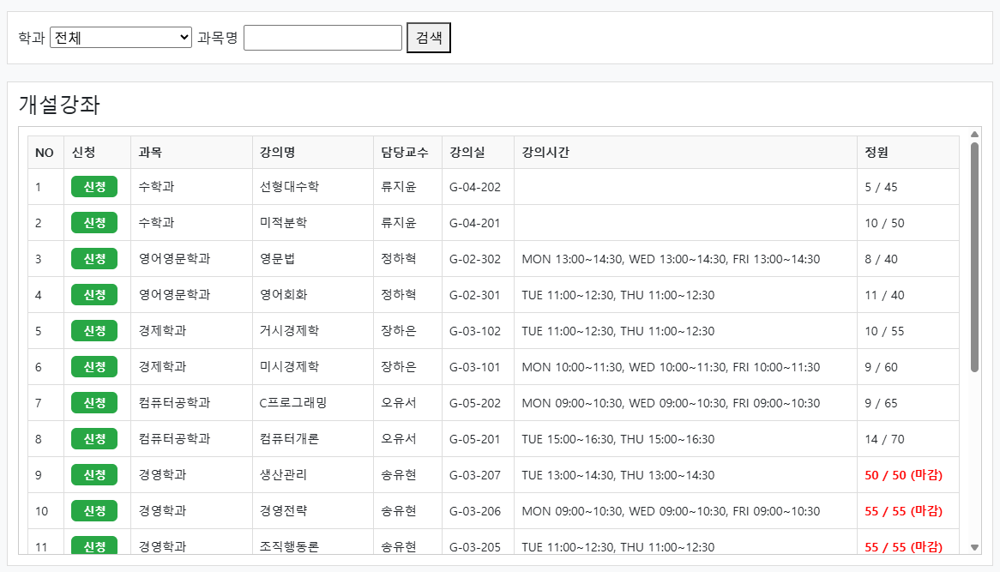 학과 전체 과목명 검색
개설강좌
NO 신청 과목 강의명 담당교수 강의실 강의시간 정원
1 신청 수학과 선형대수학 류지윤 G-04-202 5 / 45
2 신청 수학과 미적분학 류지윤 G-04-201 10 / 50
3 신청 영어영문학과 영문법 정하혁 G-02-302 MON 13:00~14:30, WED 13:00~14:30, FRI 13:00~14:30 8 / 40
4 신청 영어영문학과 영어회화 정하혁 G-02-301 TUE 11:00~12:30, THU 11:00~12:30 11 / 40
5 신청 경제학과 거시경제학 장하은 G-03-102 TUE 11:00~12:30, THU 11:00~12:30 10 / 55
6 신청 경제학과 미시경제학 장하은 G-03-101 MON 10:00~11:30, WED 10:00~11:30, FRI 10:00~11:30 9 / 60
7 신청 컴퓨터공학과 C프로그래밍 오유서 G-05-202 MON 09:00~10:30, WED 09:00~10:30, FRI 09:00~10:30 9 / 65
8 신청 컴퓨터공학과 컴퓨터개론 오유서 G-05-201 TUE 15:00~16:30, THU 15:00~16:30 14 / 70
9 신청 경영학과 생산관리 송유현 G-03-207 TUE 13:00~14:30, THU 13:00~14:30 50 / 50 (마감)
10 신청 경영학과 경영전략 송유현 G-03-206 MON 09:00~10:30, WED 09:00~10:30, FRI 09:00~10:30 55 / 55 (마감)
11 신청 경영학과 조직행동론 송유현 G-03-205 TUE 11:00~12:30, THU 11:00~12:30 55 / 55 (마감)